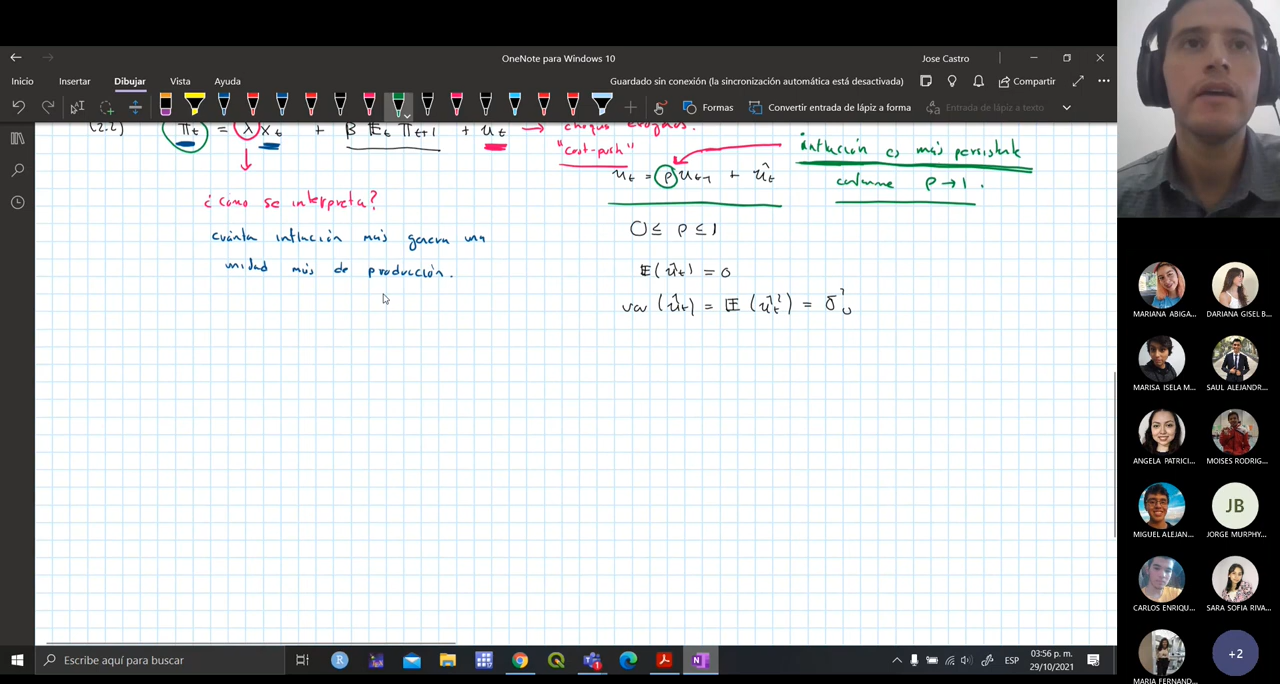 OneNote para Windows 10
Jose Castro
Inicio Insertar Dibujar Vista Ayuda
Guardado sin conexión (la sincronización automática está desactivada)
Compartir
Formas
Convertir entrada de lápiz a forma
Entrada de lápiz a texto
(2.2) πt = λ xt + β 𝔼t πt+1 + ut → choques exógenos.
"cost-push"
inflación es más persistente
conforme ρ→1.
ut = ρ ut-1 + ût
¿como se interpreta?
cuánta inflación más genera una
unidad más de producción.
0 ≤ ρ ≤ 1
𝔼(ût) = 0
var (ût) = 𝔼 (ût²) = σ²u
MARIANA ABIGA...
DARIANA GISEL B...
MARISA ISELA M...
SAUL ALEJANDR...
ANGELA PATRICI...
MOISES RODRIG...
JB
MIGUEL ALEJAN...
JORGE MURPHY...
CARLOS ENRIQU...
SARA SOFIA RIVA...
MARIA FERNAND...
+2
Escribe aquí para buscar
ESP
03:56 p. m.
29/10/2021